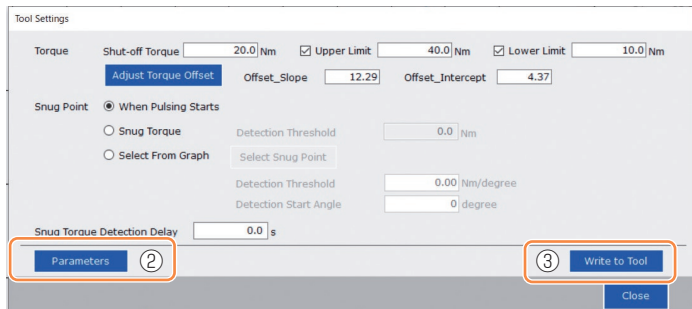 Tool Settings
Torque Shut-off Torque 20.0 Nm Upper Limit 40.0 Nm Lower Limit 10.0 Nm
Adjust Torque Offset Offset_Slope 12.29 Offset_Intercept 4.37
Snug Point When Pulsing Starts
Snug Torque Detection Threshold 0.0 Nm
Select From Graph Select Snug Point
Detection Threshold 0.00 Nm/degree
Detection Start Angle 0 degree
Snug Torque Detection Delay 0.0 s
Parameters ② ③ Write to Tool
Close